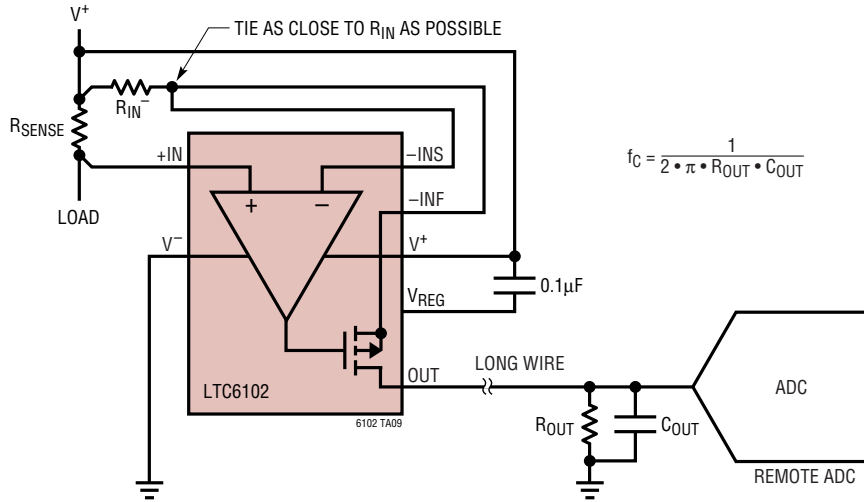 V+
TIE AS CLOSE TO RIN AS POSSIBLE
RIN–
RSENSE
+IN
–INS
+
–
–INF
LOAD
V–
V+
0.1µF
VREG
LONG WIRE
OUT
LTC6102
6102 TA09
ROUT
COUT
ADC
REMOTE ADC
fC = 1 / 2 • π • ROUT • COUT